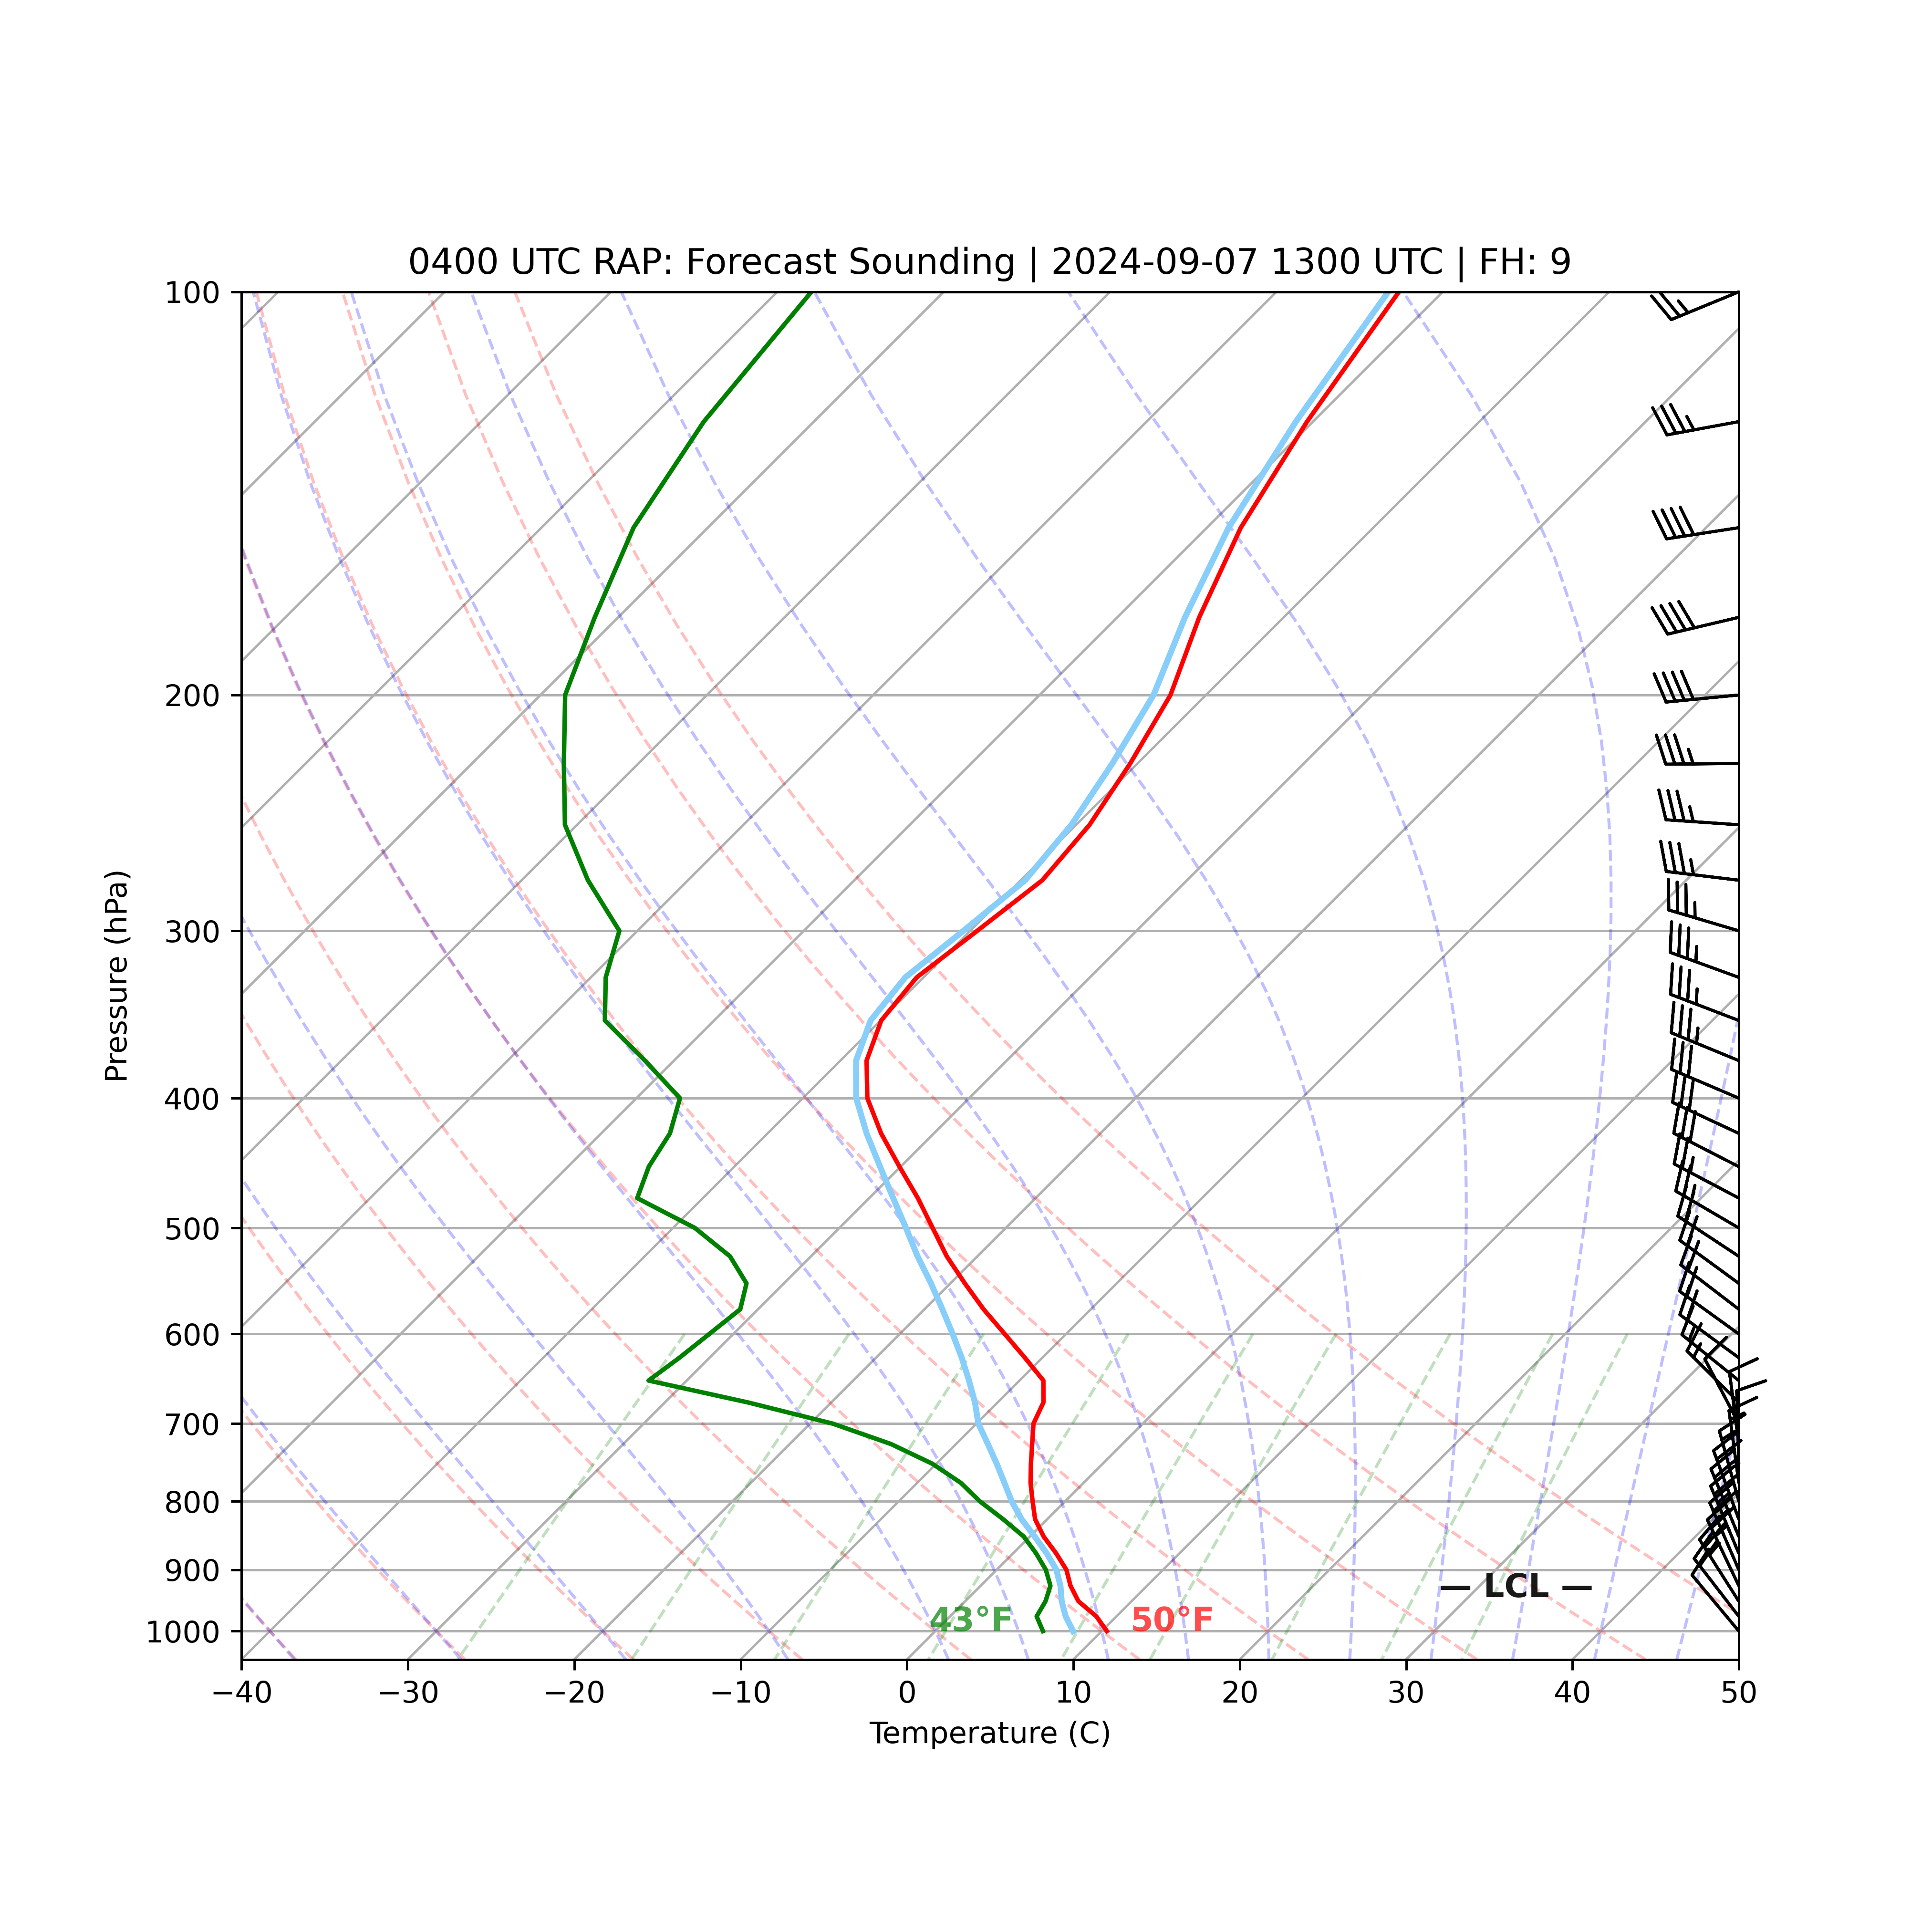 0400 UTC RAP: Forecast Sounding | 2024-09-07 1300 UTC | FH: 9
100
200
300
400
500
600
700
800
900
1000
Pressure (hPa)
— LCL —
43°F
50°F
−40 −30 −20 −10 0 10 20 30 40 50
Temperature (C)